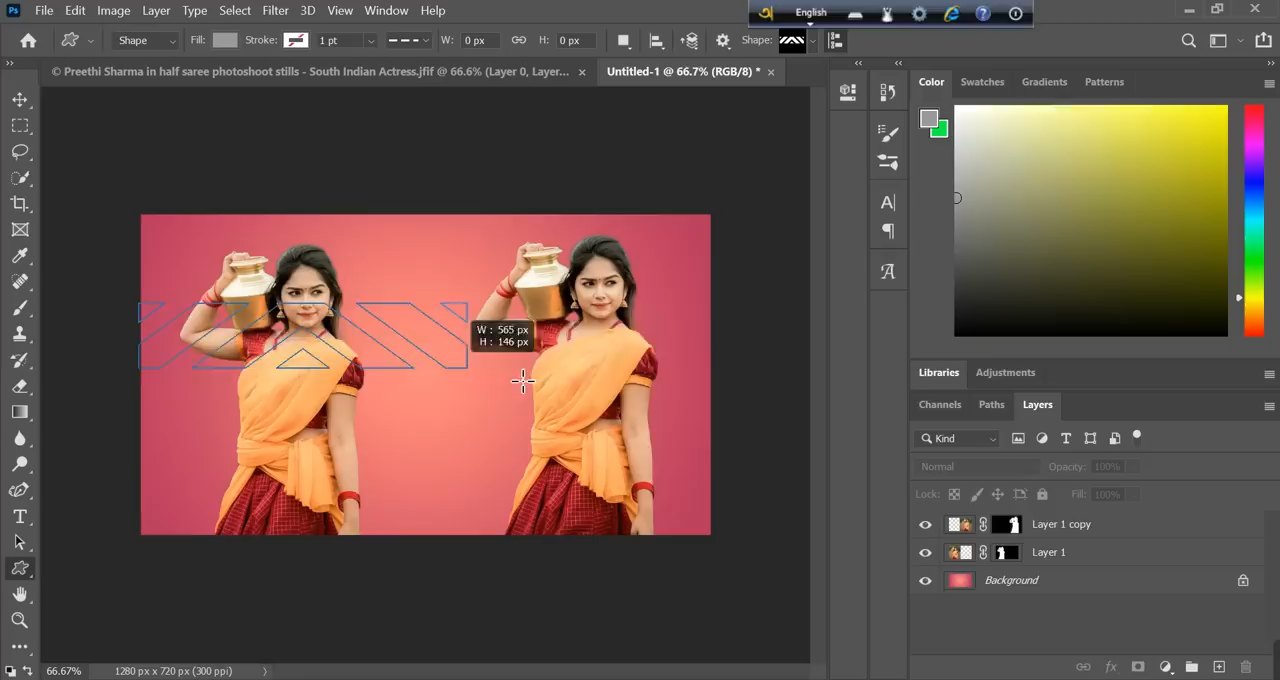 Ps File Edit Image Layer Type Select Filter 3D View Window Help
English
Shape Fill: Stroke: 1 pt W: 0 px H: 0 px Shape:
© Preethi Sharma in half saree photoshoot stills - South Indian Actress.jfif @ 66.6% (Layer 0, Layer... × Untitled-1 @ 66.7% (RGB/8) * ×
Color Swatches Gradients Patterns
W : 565 px
H : 146 px
Libraries Adjustments
Channels Paths Layers
Kind
Normal Opacity: 100%
Lock: Fill: 100%
Layer 1 copy
Layer 1
Background
66.67% 1280 px x 720 px (300 ppi)